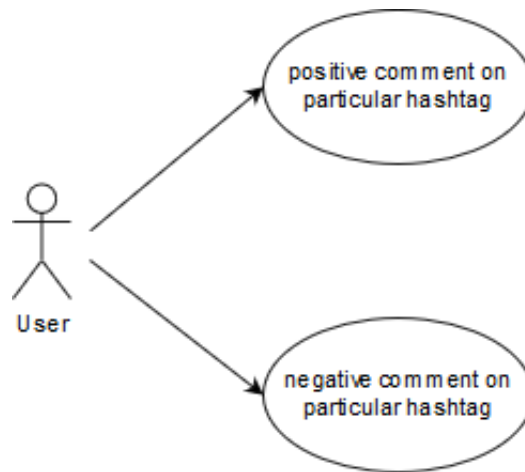 positive comment on
particular hashtag
User
negative comment on
particular hashtag